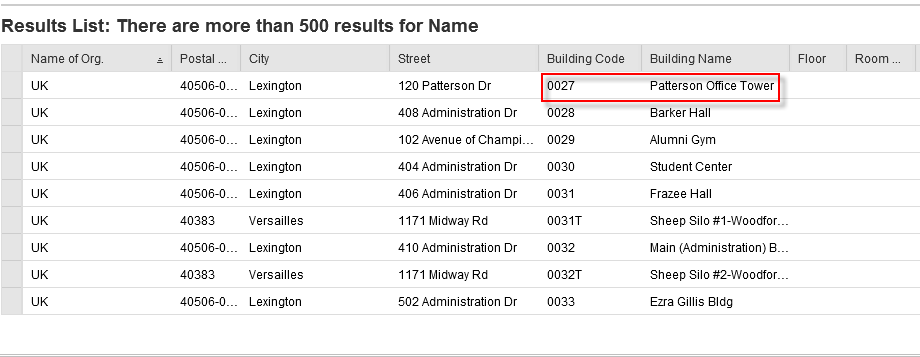 Results List: There are more than 500 results for Name
Name of Org. Postal ... City Street Building Code Building Name Floor Room ...
UK 40506-0... Lexington 120 Patterson Dr 0027 Patterson Office Tower
UK 40506-0... Lexington 408 Administration Dr 0028 Barker Hall
UK 40506-0... Lexington 102 Avenue of Champi... 0029 Alumni Gym
UK 40506-0... Lexington 404 Administration Dr 0030 Student Center
UK 40506-0... Lexington 406 Administration Dr 0031 Frazee Hall
UK 40383 Versailles 1171 Midway Rd 0031T Sheep Silo #1-Woodfor...
UK 40506-0... Lexington 410 Administration Dr 0032 Main (Administration) B...
UK 40383 Versailles 1171 Midway Rd 0032T Sheep Silo #2-Woodfor...
UK 40506-0... Lexington 502 Administration Dr 0033 Ezra Gillis Bldg